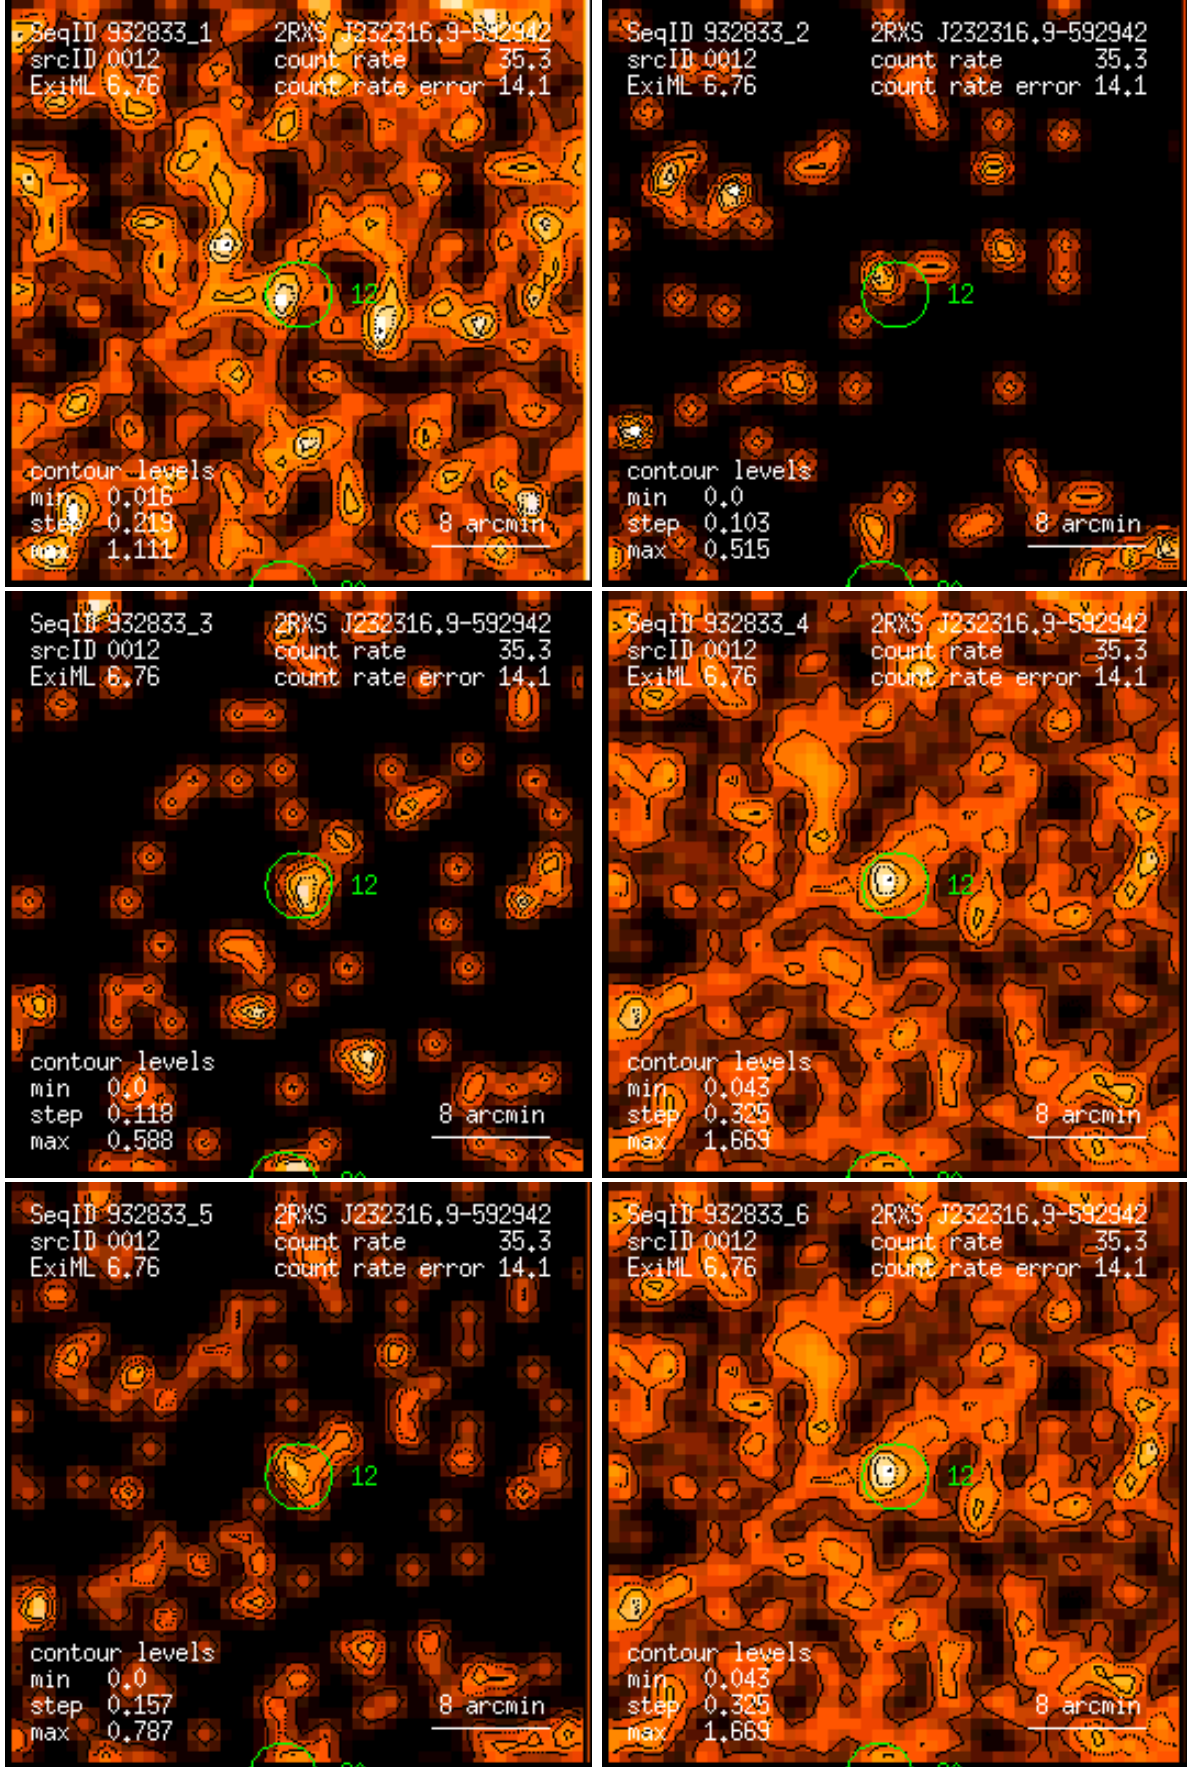 SeqID 932833_1 2RXS J232316.9-592942
srcID 0012 count rate 35.3
ExiML 6.76 count rate error 14.1
12
contour levels
min 0.016
step 0.219
max 1.111
8 arcmin
SeqID 932833_2 2RXS J232316.9-592942
srcID 0012 count rate 35.3
ExiML 6.76 count rate error 14.1
12
contour levels
min 0.0
step 0.103
max 0.515
8 arcmin
SeqID 932833_3 2RXS J232316.9-592942
srcID 0012 count rate 35.3
ExiML 6.76 count rate error 14.1
12
contour levels
min 0.0
step 0.118
max 0.588
8 arcmin
SeqID 932833_4 2RXS J232316.9-592942
srcID 0012 count rate 35.3
ExiML 6.76 count rate error 14.1
12
contour levels
min 0.043
step 0.325
max 1.669
8 arcmin
SeqID 932833_5 2RXS J232316.9-592942
srcID 0012 count rate 35.3
ExiML 6.76 count rate error 14.1
12
contour levels
min 0.0
step 0.157
max 0.787
8 arcmin
SeqID 932833_6 2RXS J232316.9-592942
srcID 0012 count rate 35.3
ExiML 6.76 count rate error 14.1
12
contour levels
min 0.043
step 0.325
max 1.669
8 arcmin